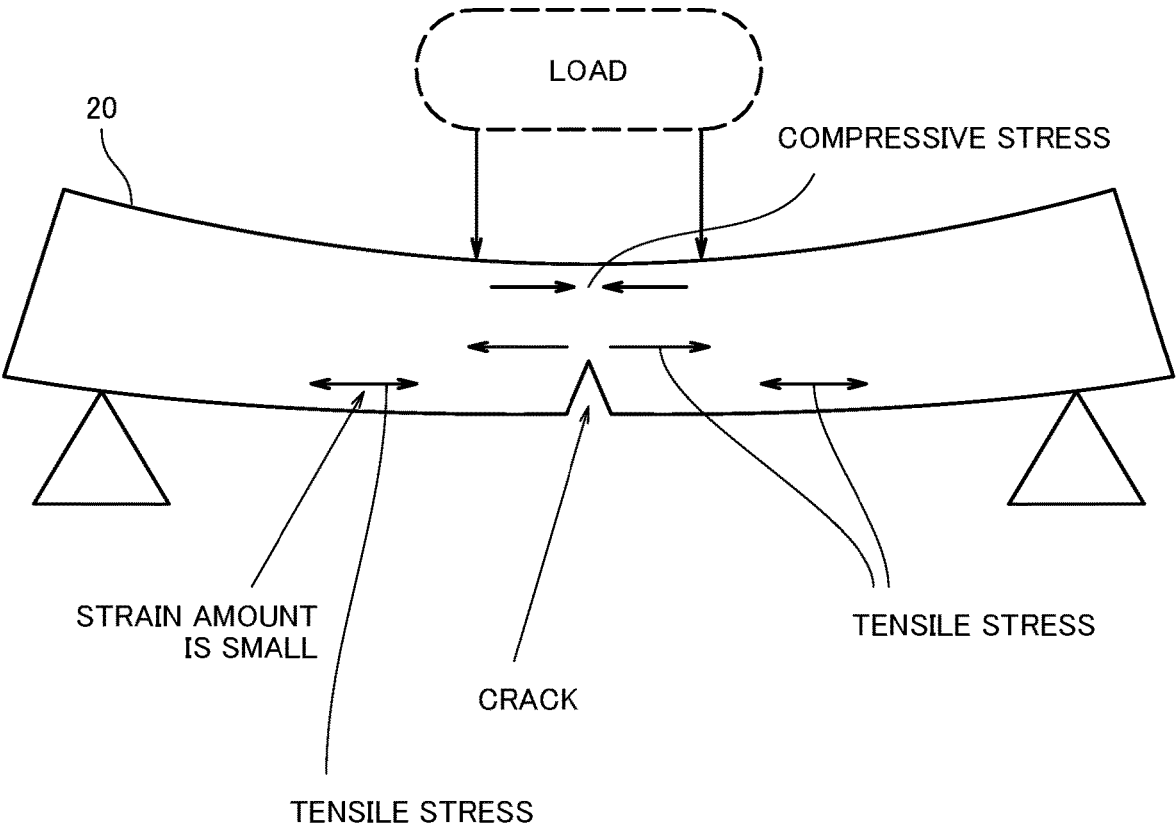 LOAD
20
COMPRESSIVE STRESS
STRAIN AMOUNT
IS SMALL
TENSILE STRESS
CRACK
TENSILE STRESS